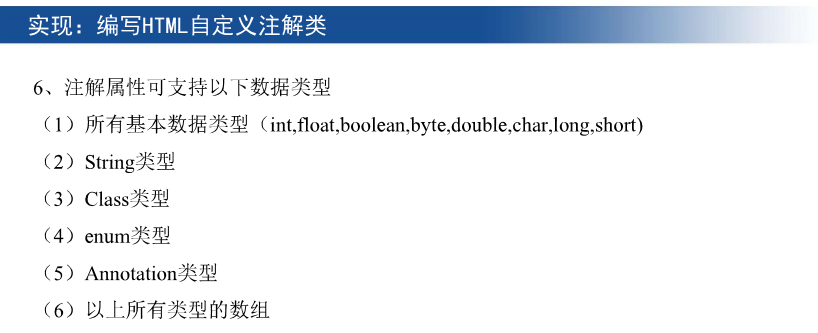 实现：编写HTML自定义注解类
6、注解属性可支持以下数据类型
（1）所有基本数据类型（int,float,boolean,byte,double,char,long,short)
（2）String类型
（3）Class类型
（4）enum类型
（5）Annotation类型
（6）以上所有类型的数组